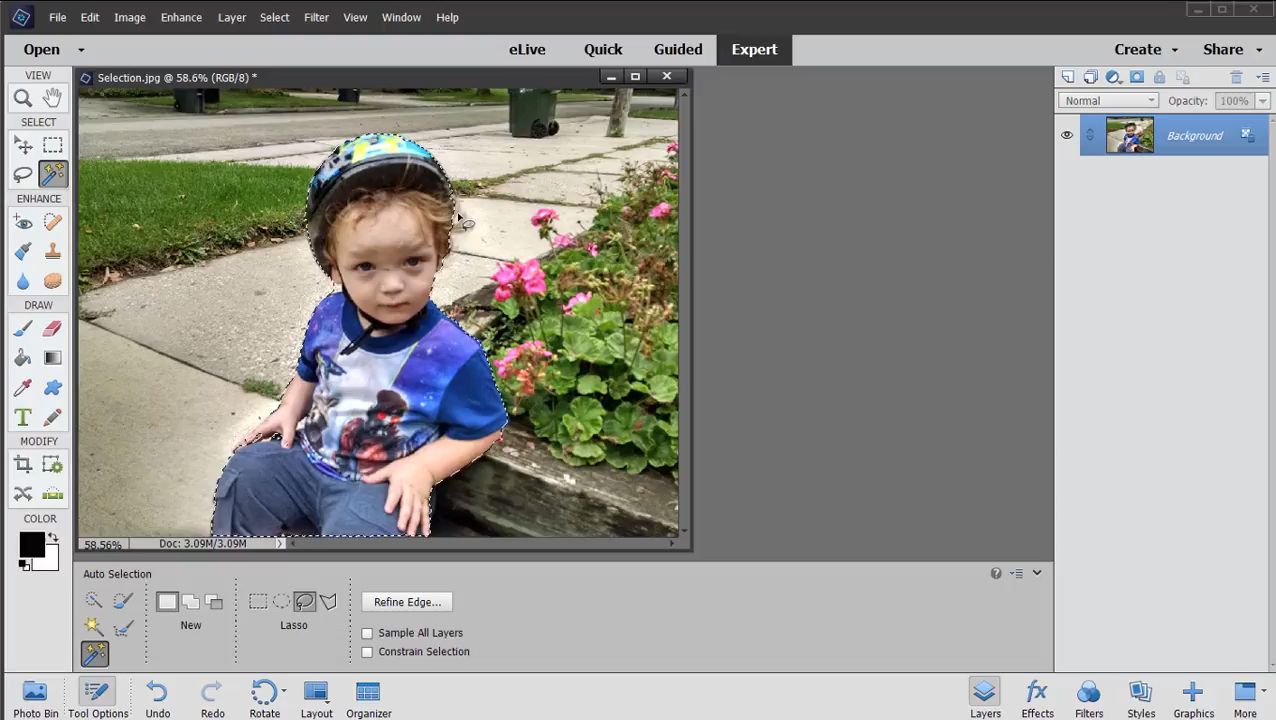 File Edit Image Enhance Layer Select Filter View Window Help
Open eLive Quick Guided Expert Create Share
VIEW
Selection.jpg @ 58.6% (RGB/8) *
Normal Opacity: 100%
SELECT
Background
ENHANCE
DRAW
T
MODIFY
COLOR
58.56% Doc: 3.09M/3.09M
Auto Selection
Refine Edge...
New Lasso
Sample All Layers
Constrain Selection
Photo Bin Tool Options Undo Redo Rotate Layout Organizer Layers Effects Filters Styles Graphics More